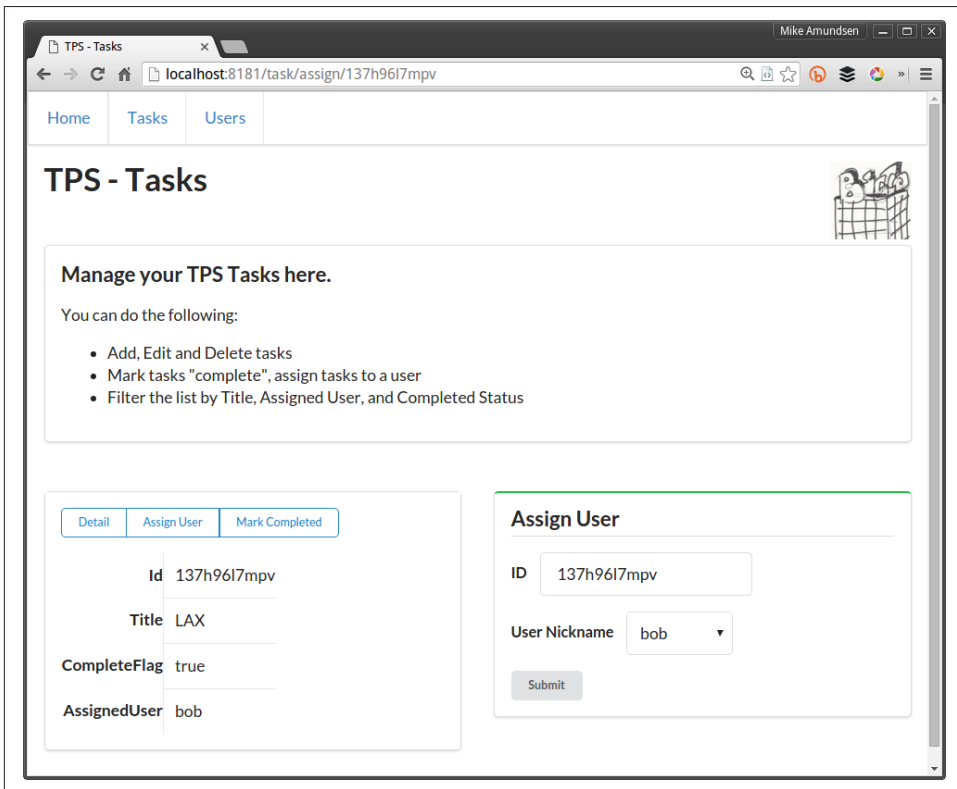 Mike Amundsen
TPS - Tasks
localhost:8181/task/assign/137h96l7mpv
Home Tasks Users
TPS - Tasks
Manage your TPS Tasks here.
You can do the following:
• Add, Edit and Delete tasks
• Mark tasks "complete", assign tasks to a user
• Filter the list by Title, Assigned User, and Completed Status
Detail Assign User Mark Completed
Id 137h96l7mpv
Title LAX
CompleteFlag true
AssignedUser bob
Assign User
ID 137h96l7mpv
User Nickname bob
Submit